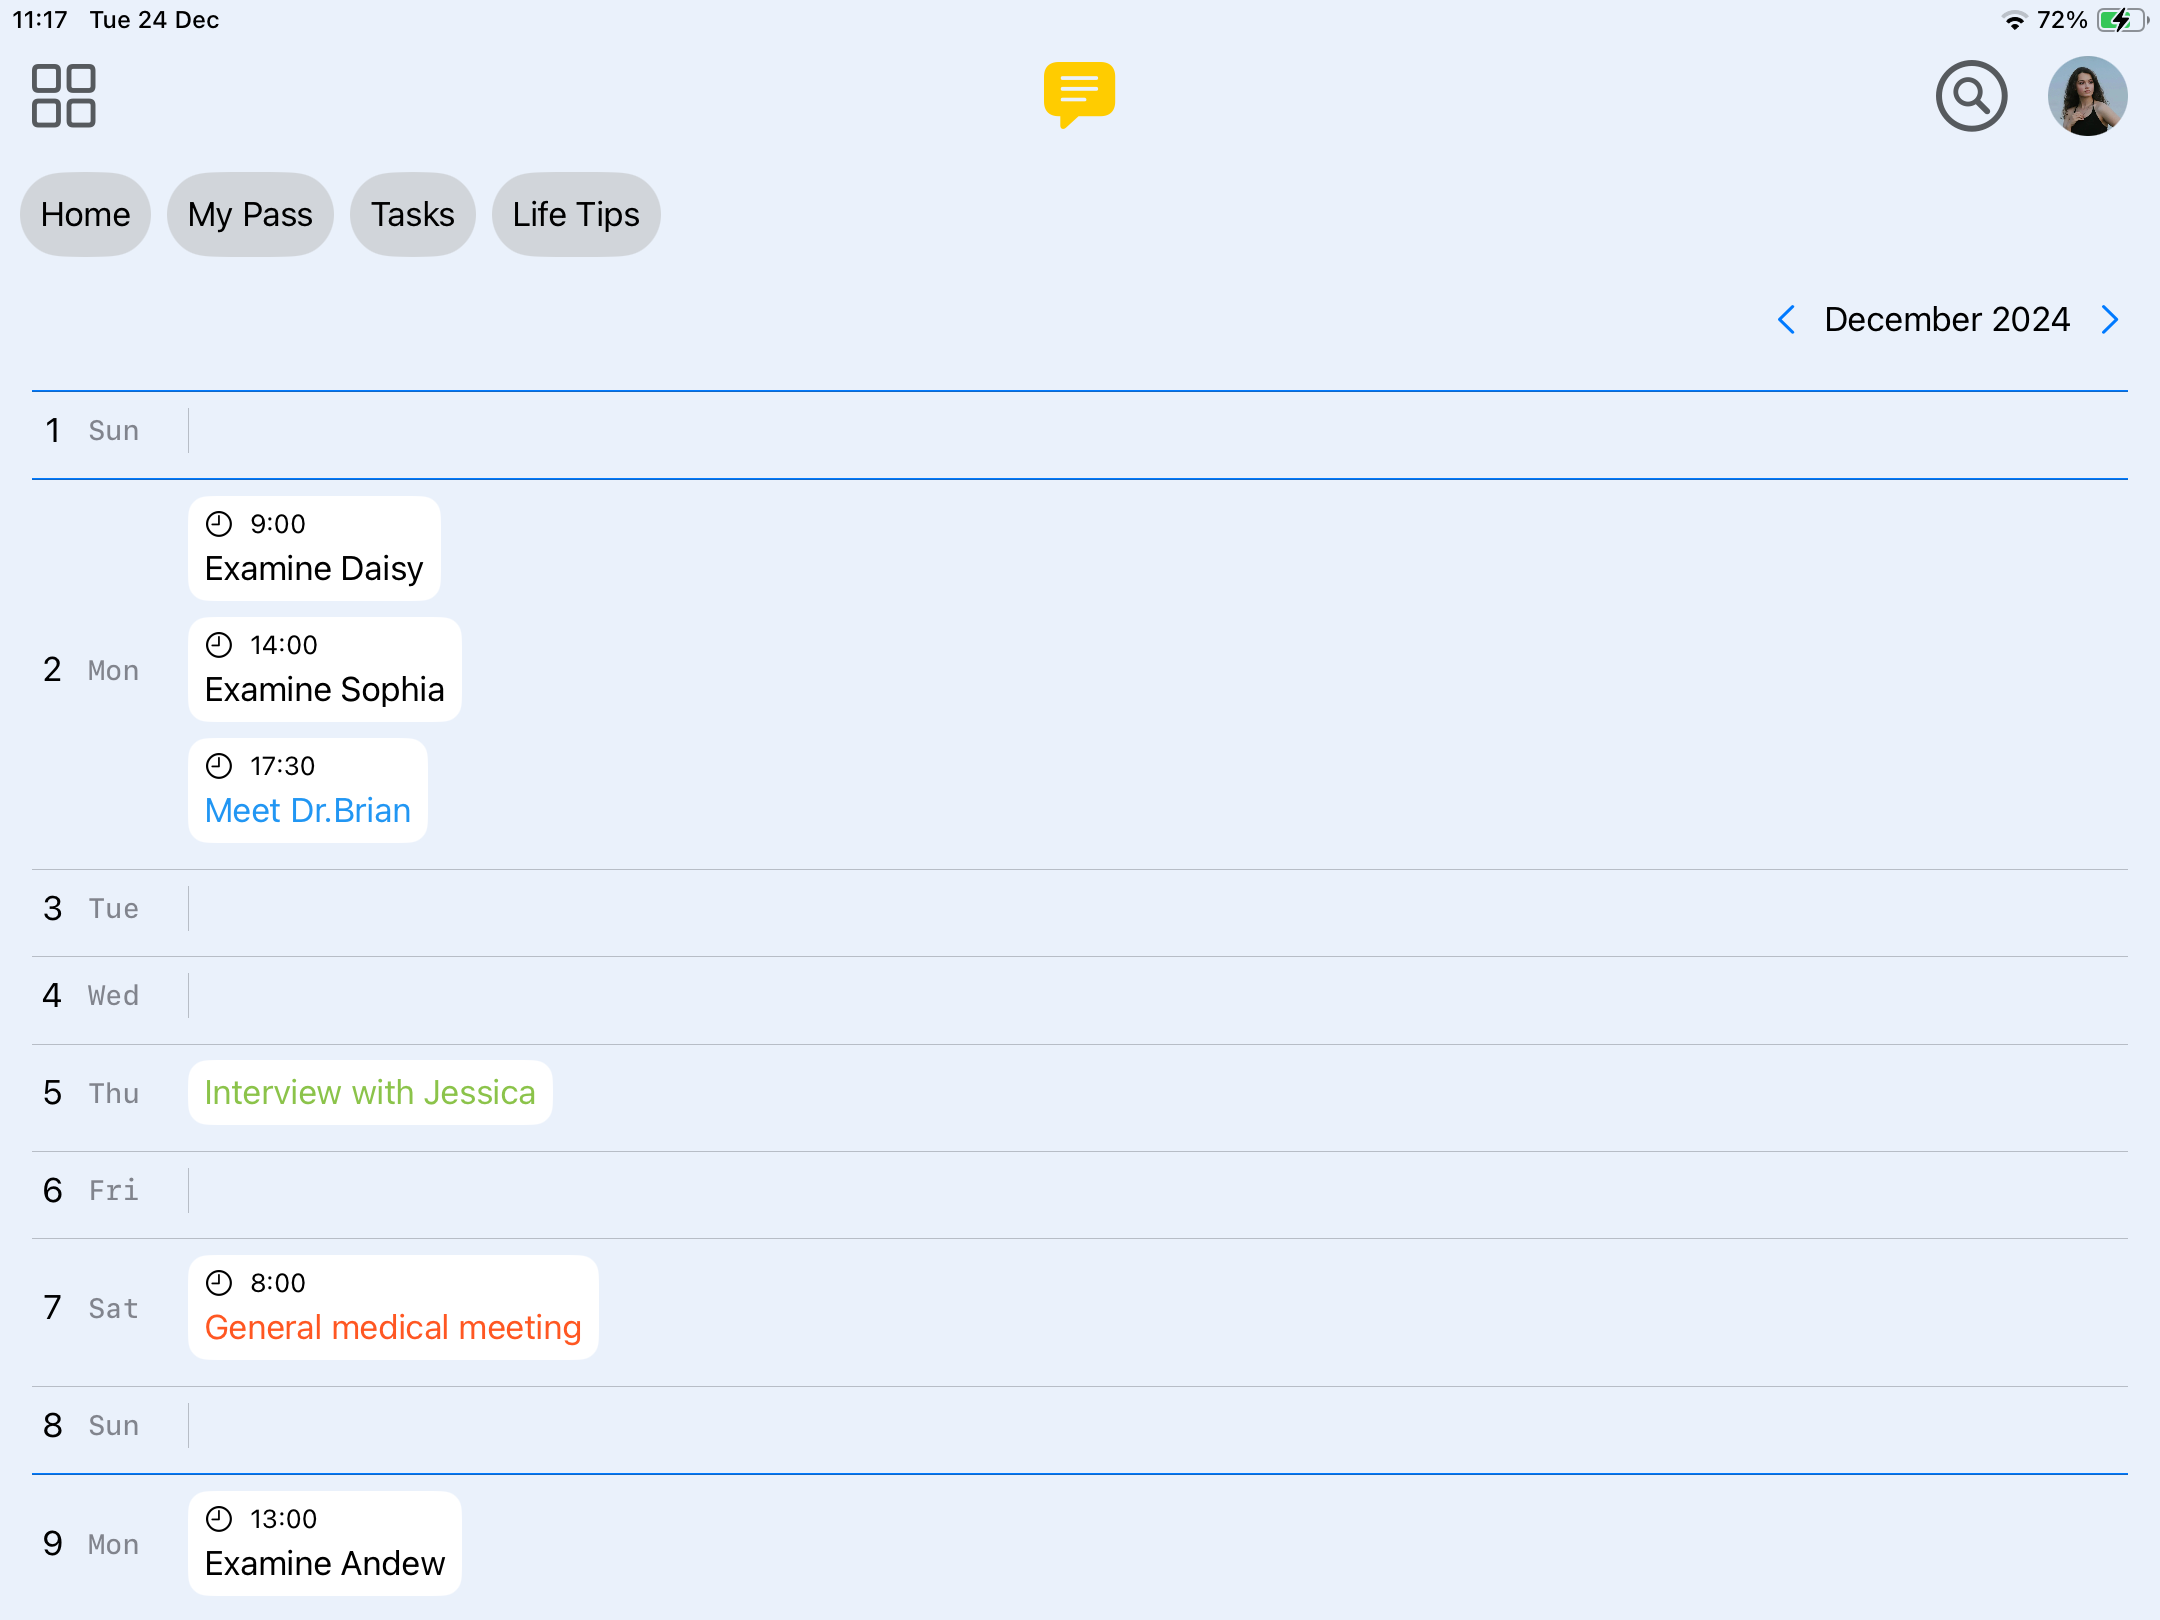 11:17 Tue 24 Dec 72%
Home My Pass Tasks Life Tips
December 2024
1 Sun
9:00
Examine Daisy
14:00
Examine Sophia
2 Mon
17:30
Meet Dr.Brian
3 Tue
4 Wed
5 Thu Interview with Jessica
6 Fri
8:00
7 Sat
General medical meeting
8 Sun
13:00
9 Mon
Examine Andew